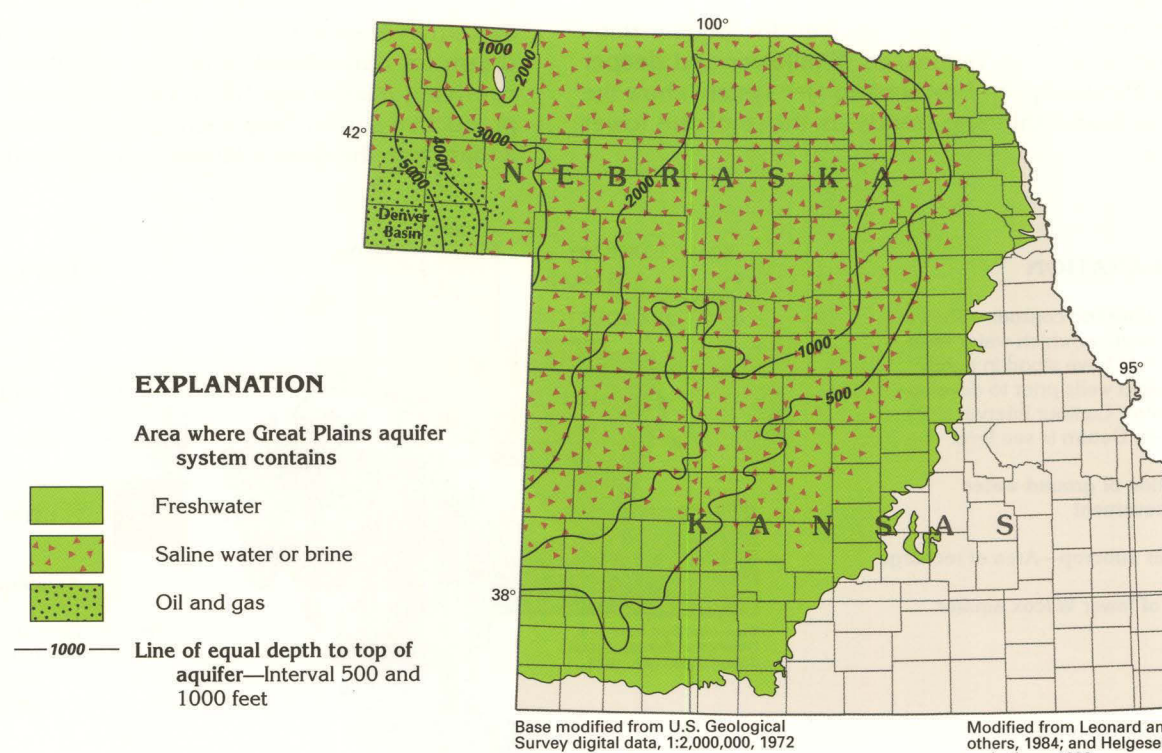 100°
1000
2000
42°
3000
4000
5000
NEBRASKA
2000
Denver
Basin
1000
95°
500
EXPLANATION
Area where Great Plains aquifer
system contains
Freshwater
Saline water or brine
Oil and gas
1000 Line of equal depth to top of
aquifer—Interval 500 and
1000 feet
KANSAS
38°
Base modified from U.S. Geological
Survey digital data, 1:2,000,000, 1972
Modified from Leonard an
others, 1984; and Helgese